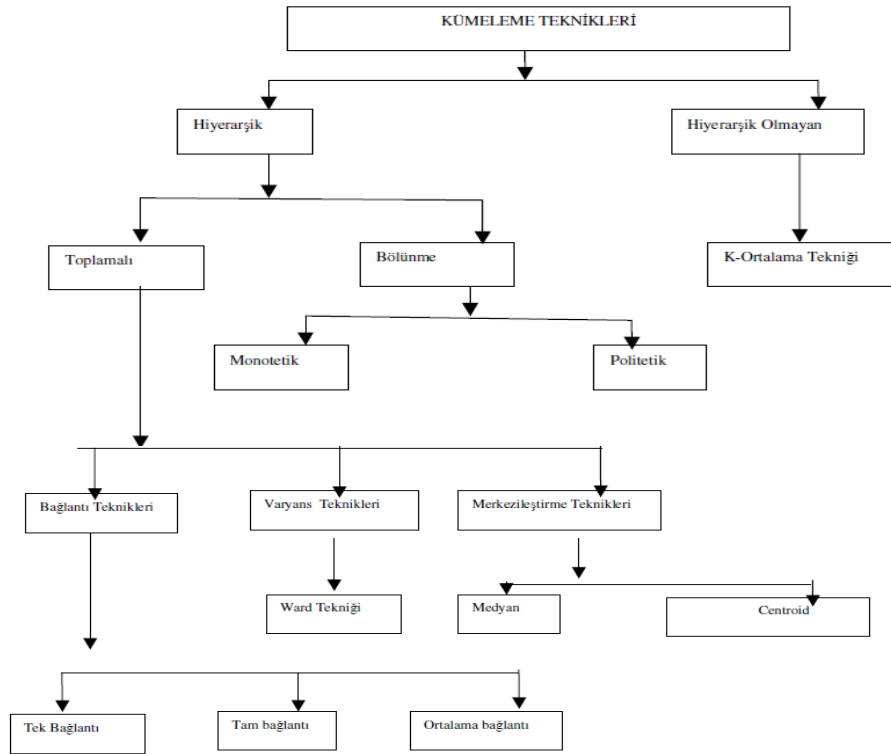 KÜMELEME TEKNİKLERİ
Hiyerarşik
Hiyerarşik Olmayan
Toplamalı
Bölünme
K-Ortalama Tekniği
Monotetik
Politetik
Bağlantı Teknikleri
Varyans Teknikleri
Merkezileştirme Teknikleri
Ward Tekniği
Medyan
Centroid
Tek Bağlantı
Tam bağlantı
Ortalama bağlantı